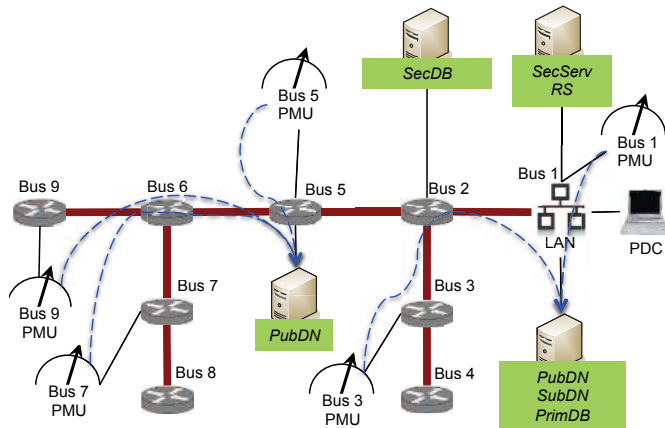 SecDB
SecServ
RS
Bus 5
PMU
Bus 1
PMU
Bus 1
Bus 9
Bus 6
Bus 5
Bus 2
LAN
PDC
Bus 9
PMU
Bus 7
Bus 7
PMU
Bus 8
PubDN
Bus 3
Bus 3
PMU
Bus 4
PubDN
SubDN
PrimDB